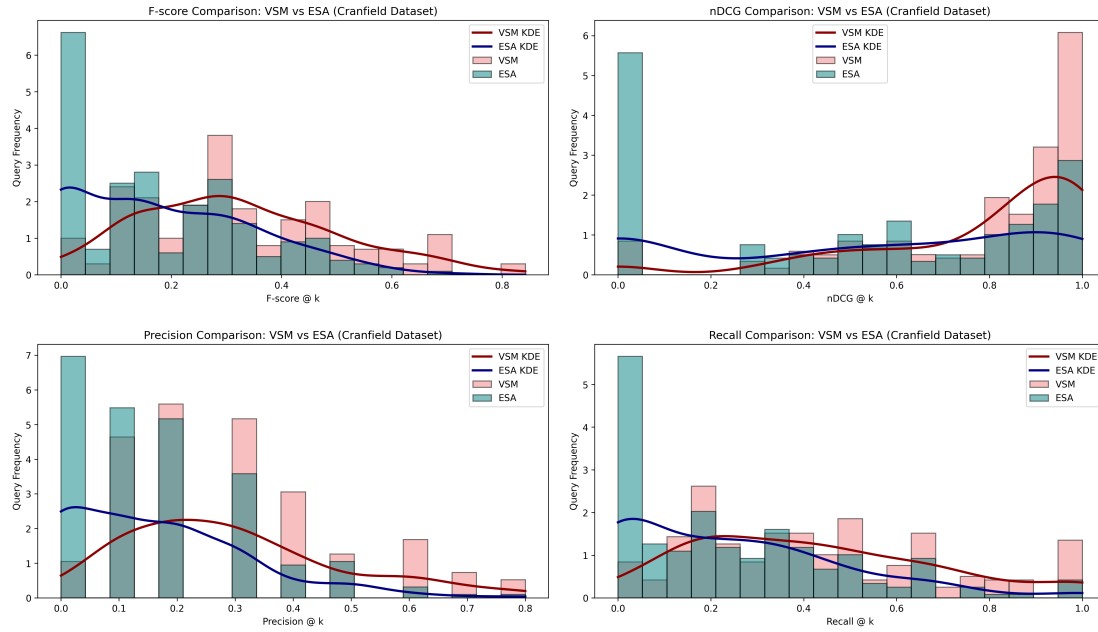 F-score Comparison: VSM vs ESA (Cranfield Dataset)
VSM KDE
ESA KDE
VSM
ESA
Query Frequency
6
5
4
3
2
1
0
0.0 0.2 0.4 0.6 0.8
F-score @ k
nDCG Comparison: VSM vs ESA (Cranfield Dataset)
VSM KDE
ESA KDE
VSM
ESA
Query Frequency
6
5
4
3
2
1
0
0.0 0.2 0.4 0.6 0.8 1.0
nDCG @ k
Precision Comparison: VSM vs ESA (Cranfield Dataset)
VSM KDE
ESA KDE
VSM
ESA
Query Frequency
7
6
5
4
3
2
1
0
0.0 0.1 0.2 0.3 0.4 0.5 0.6 0.7 0.8
Precision @ k
Recall Comparison: VSM vs ESA (Cranfield Dataset)
VSM KDE
ESA KDE
VSM
ESA
Query Frequency
5
4
3
2
1
0
0.0 0.2 0.4 0.6 0.8 1.0
Recall @ k